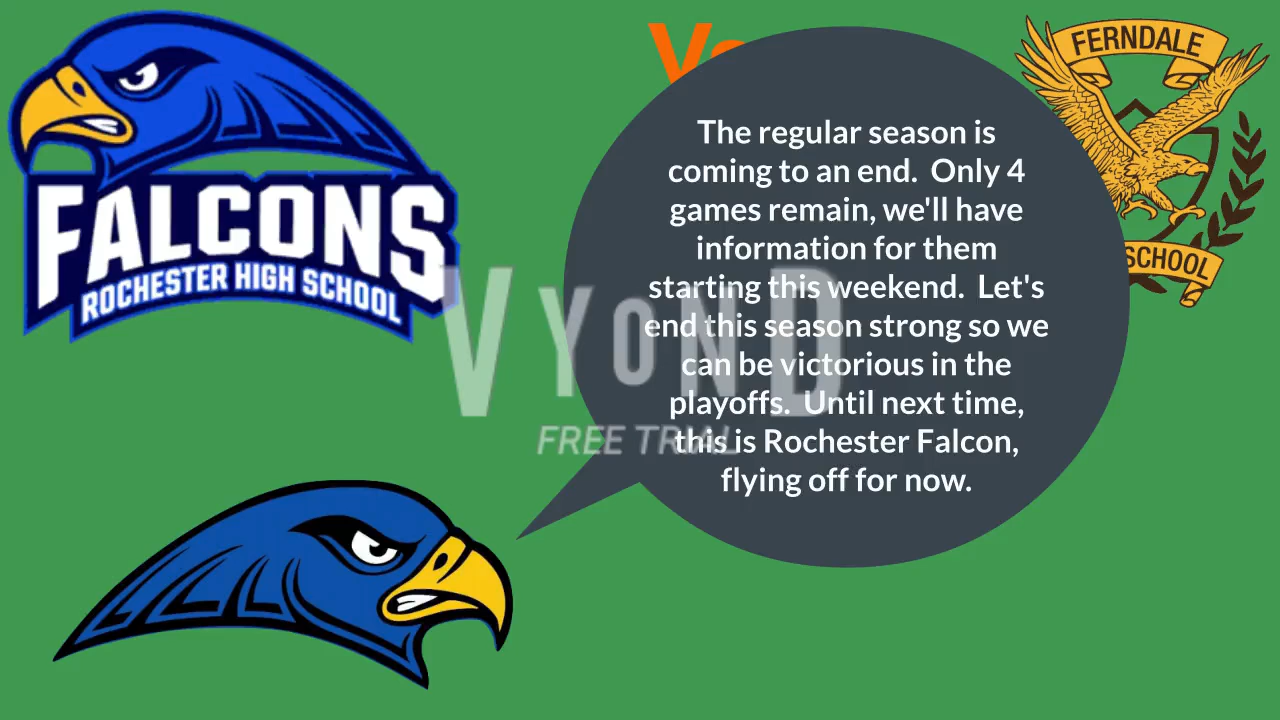 FALCONS
ROCHESTER HIGH SCHOOL
FERNDALE
SCHOOL
The regular season is
coming to an end.  Only 4
games remain, we'll have
information for them
starting this weekend.  Let's
end this season strong so we
can be victorious in the
playoffs.  Until next time,
this is Rochester Falcon,
flying off for now.
VYOND
FREE TRIAL